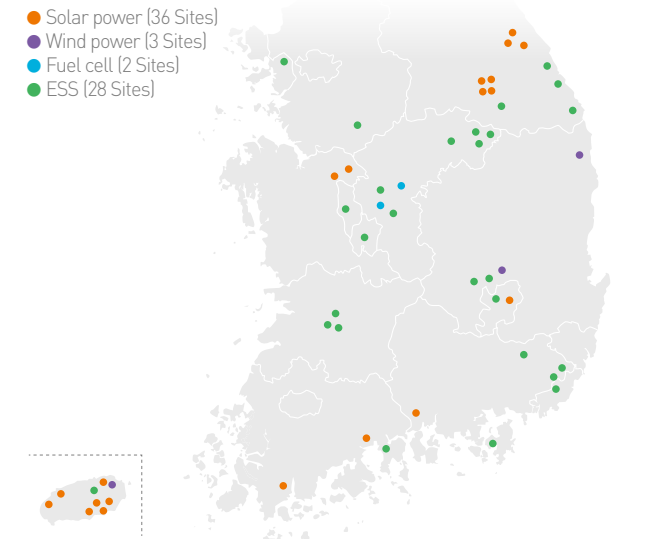 Solar power (36 Sites)
Wind power (3 Sites)
Fuel cell (2 Sites)
ESS (28 Sites)